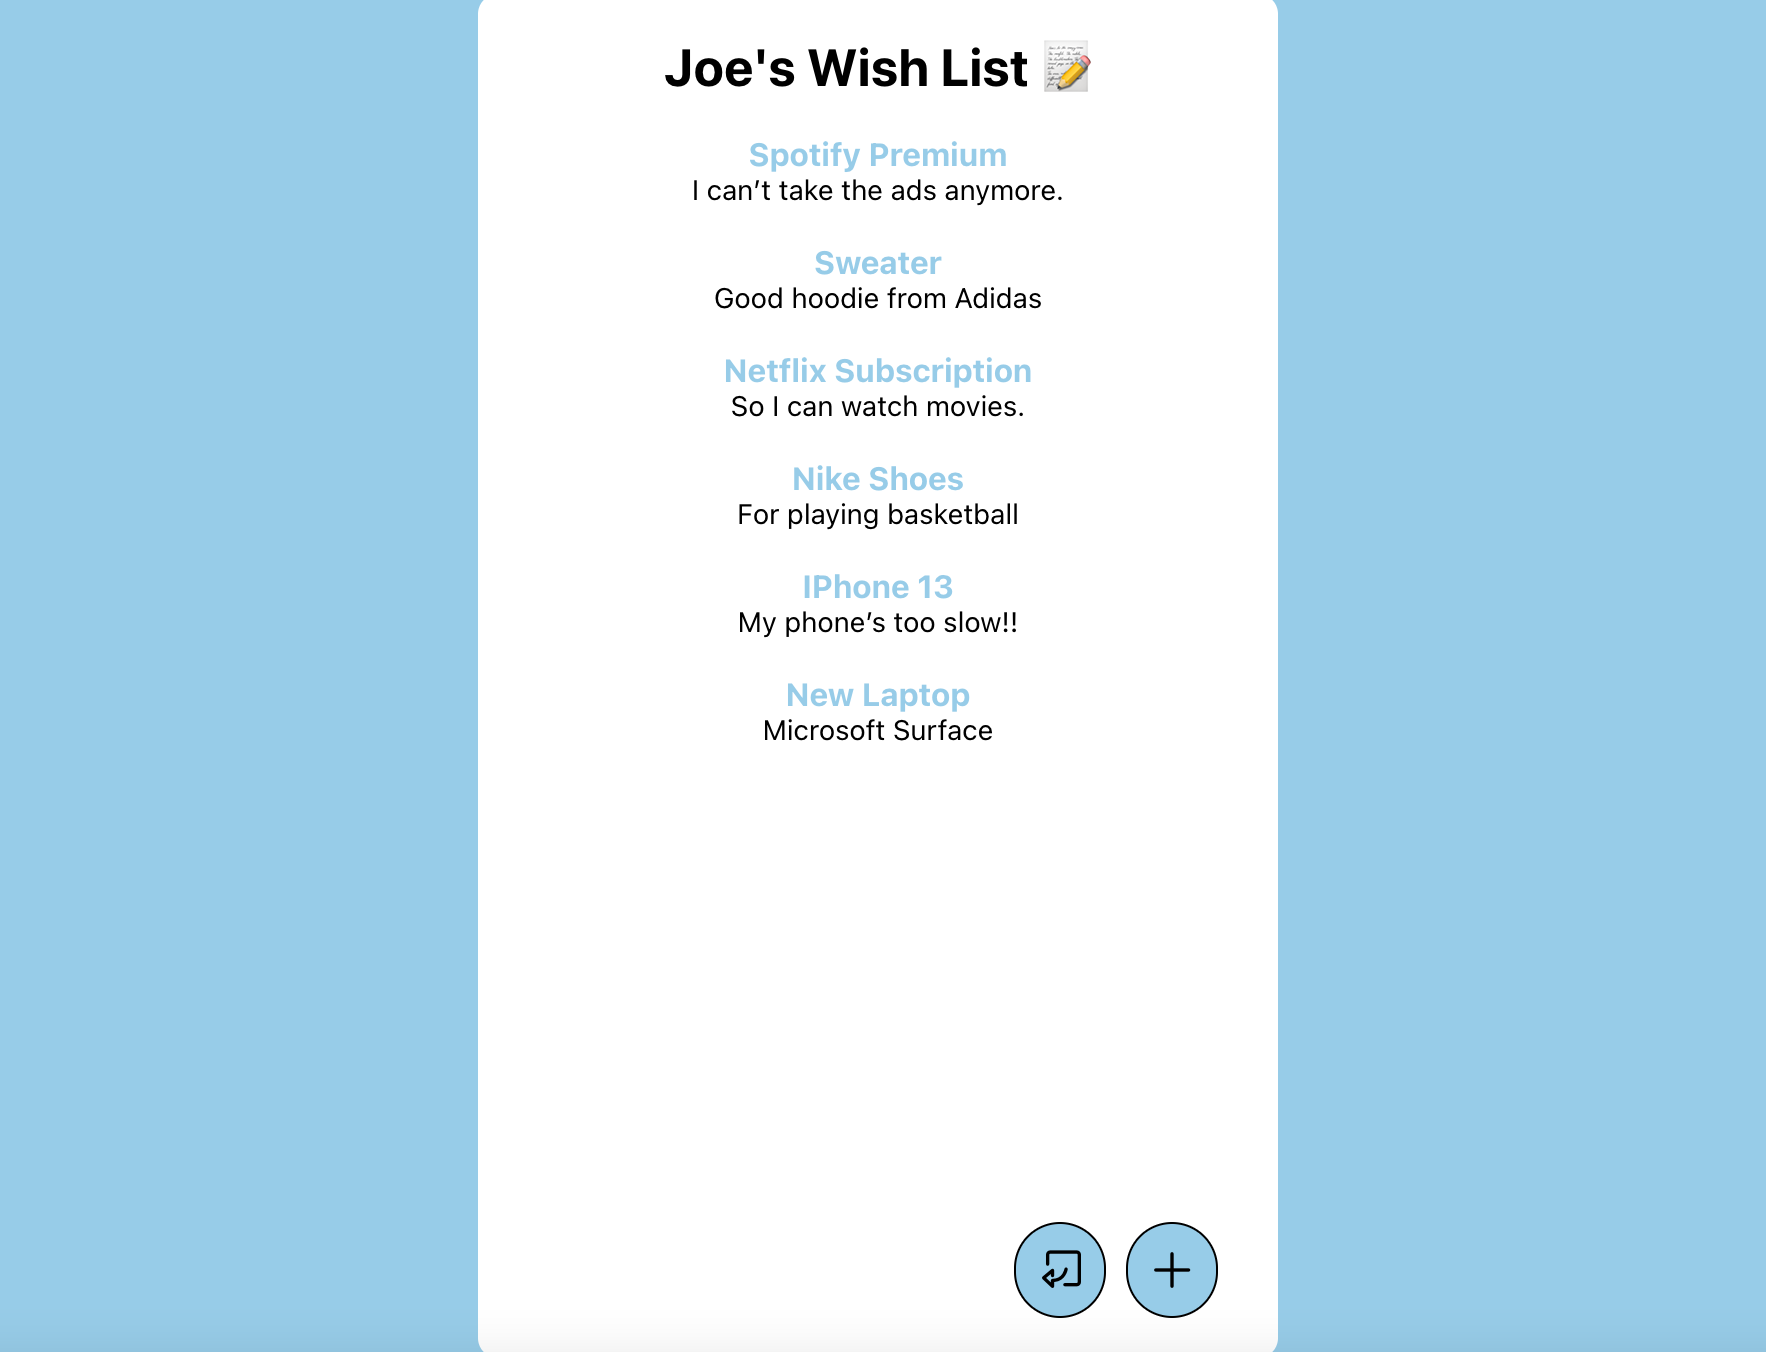 Joe's Wish List
Spotify Premium
I can’t take the ads anymore.
Sweater
Good hoodie from Adidas
Netflix Subscription
So I can watch movies.
Nike Shoes
For playing basketball
IPhone 13
My phone’s too slow!!
New Laptop
Microsoft Surface